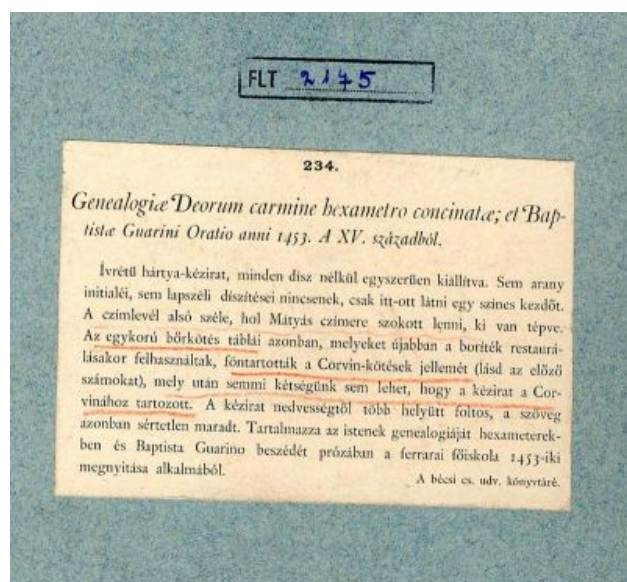 FLT 2175
234.
Genealogiæ Deorum carmine hexametro concinatæ; et Bap-
tistæ Guarini Oratio anni 1453. A XV. századból.
Ívrétű hártya-kézirat, minden dísz nélkül egyszerűen kiállítva. Sem arany
initialéi, sem lapszéli díszítései nincsenek, csak itt-ott látni egy színes kezdőt.
A czímlevél alsó széle, hol Mátyás czímere szokott lenni, ki van tépve.
Az egykorú bőrkötés táblái azonban, melyeket újabban a boríték restaurá-
lásakor felhasználtak, föntartották a Corvin-kötések jellemét (lásd az előző
számokat), mely után semmi kétségünk sem lehet, hogy a kézirat a Cor-
vinához tartozott. A kézirat nedvességtől több helyütt foltos, a szöveg
azonban sértetlen maradt. Tartalmazza az istenek genealogiáját hexameterek-
ben és Baptista Guarino beszédét prózában a ferrarai főiskola 1453-iki
megnyitása alkalmából.
A bécsi cs. udv. könyvtáré.